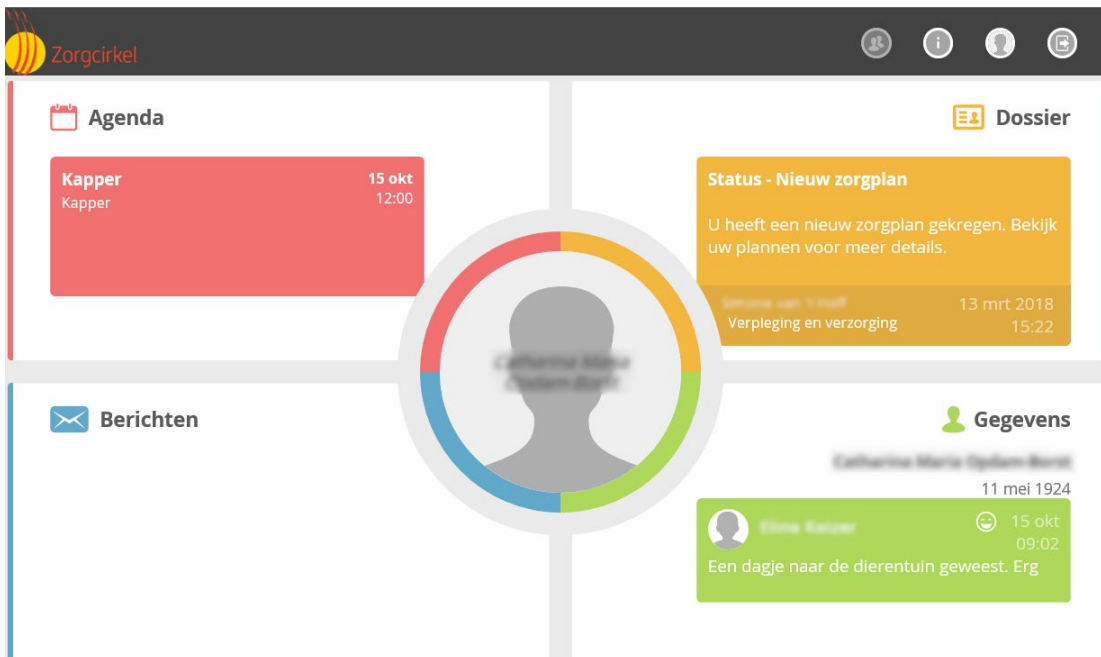 Zorgcirkel
Agenda
Kapper 15 okt
Kapper 12:00
Dossier
Status - Nieuw zorgplan
U heeft een nieuw zorgplan gekregen. Bekijk
uw plannen voor meer details.
13 mrt 2018
Verpleging en verzorging 15:22
Berichten
Gegevens
11 mei 1924
15 okt
09:02
Een dagje naar de dierentuin geweest. Erg